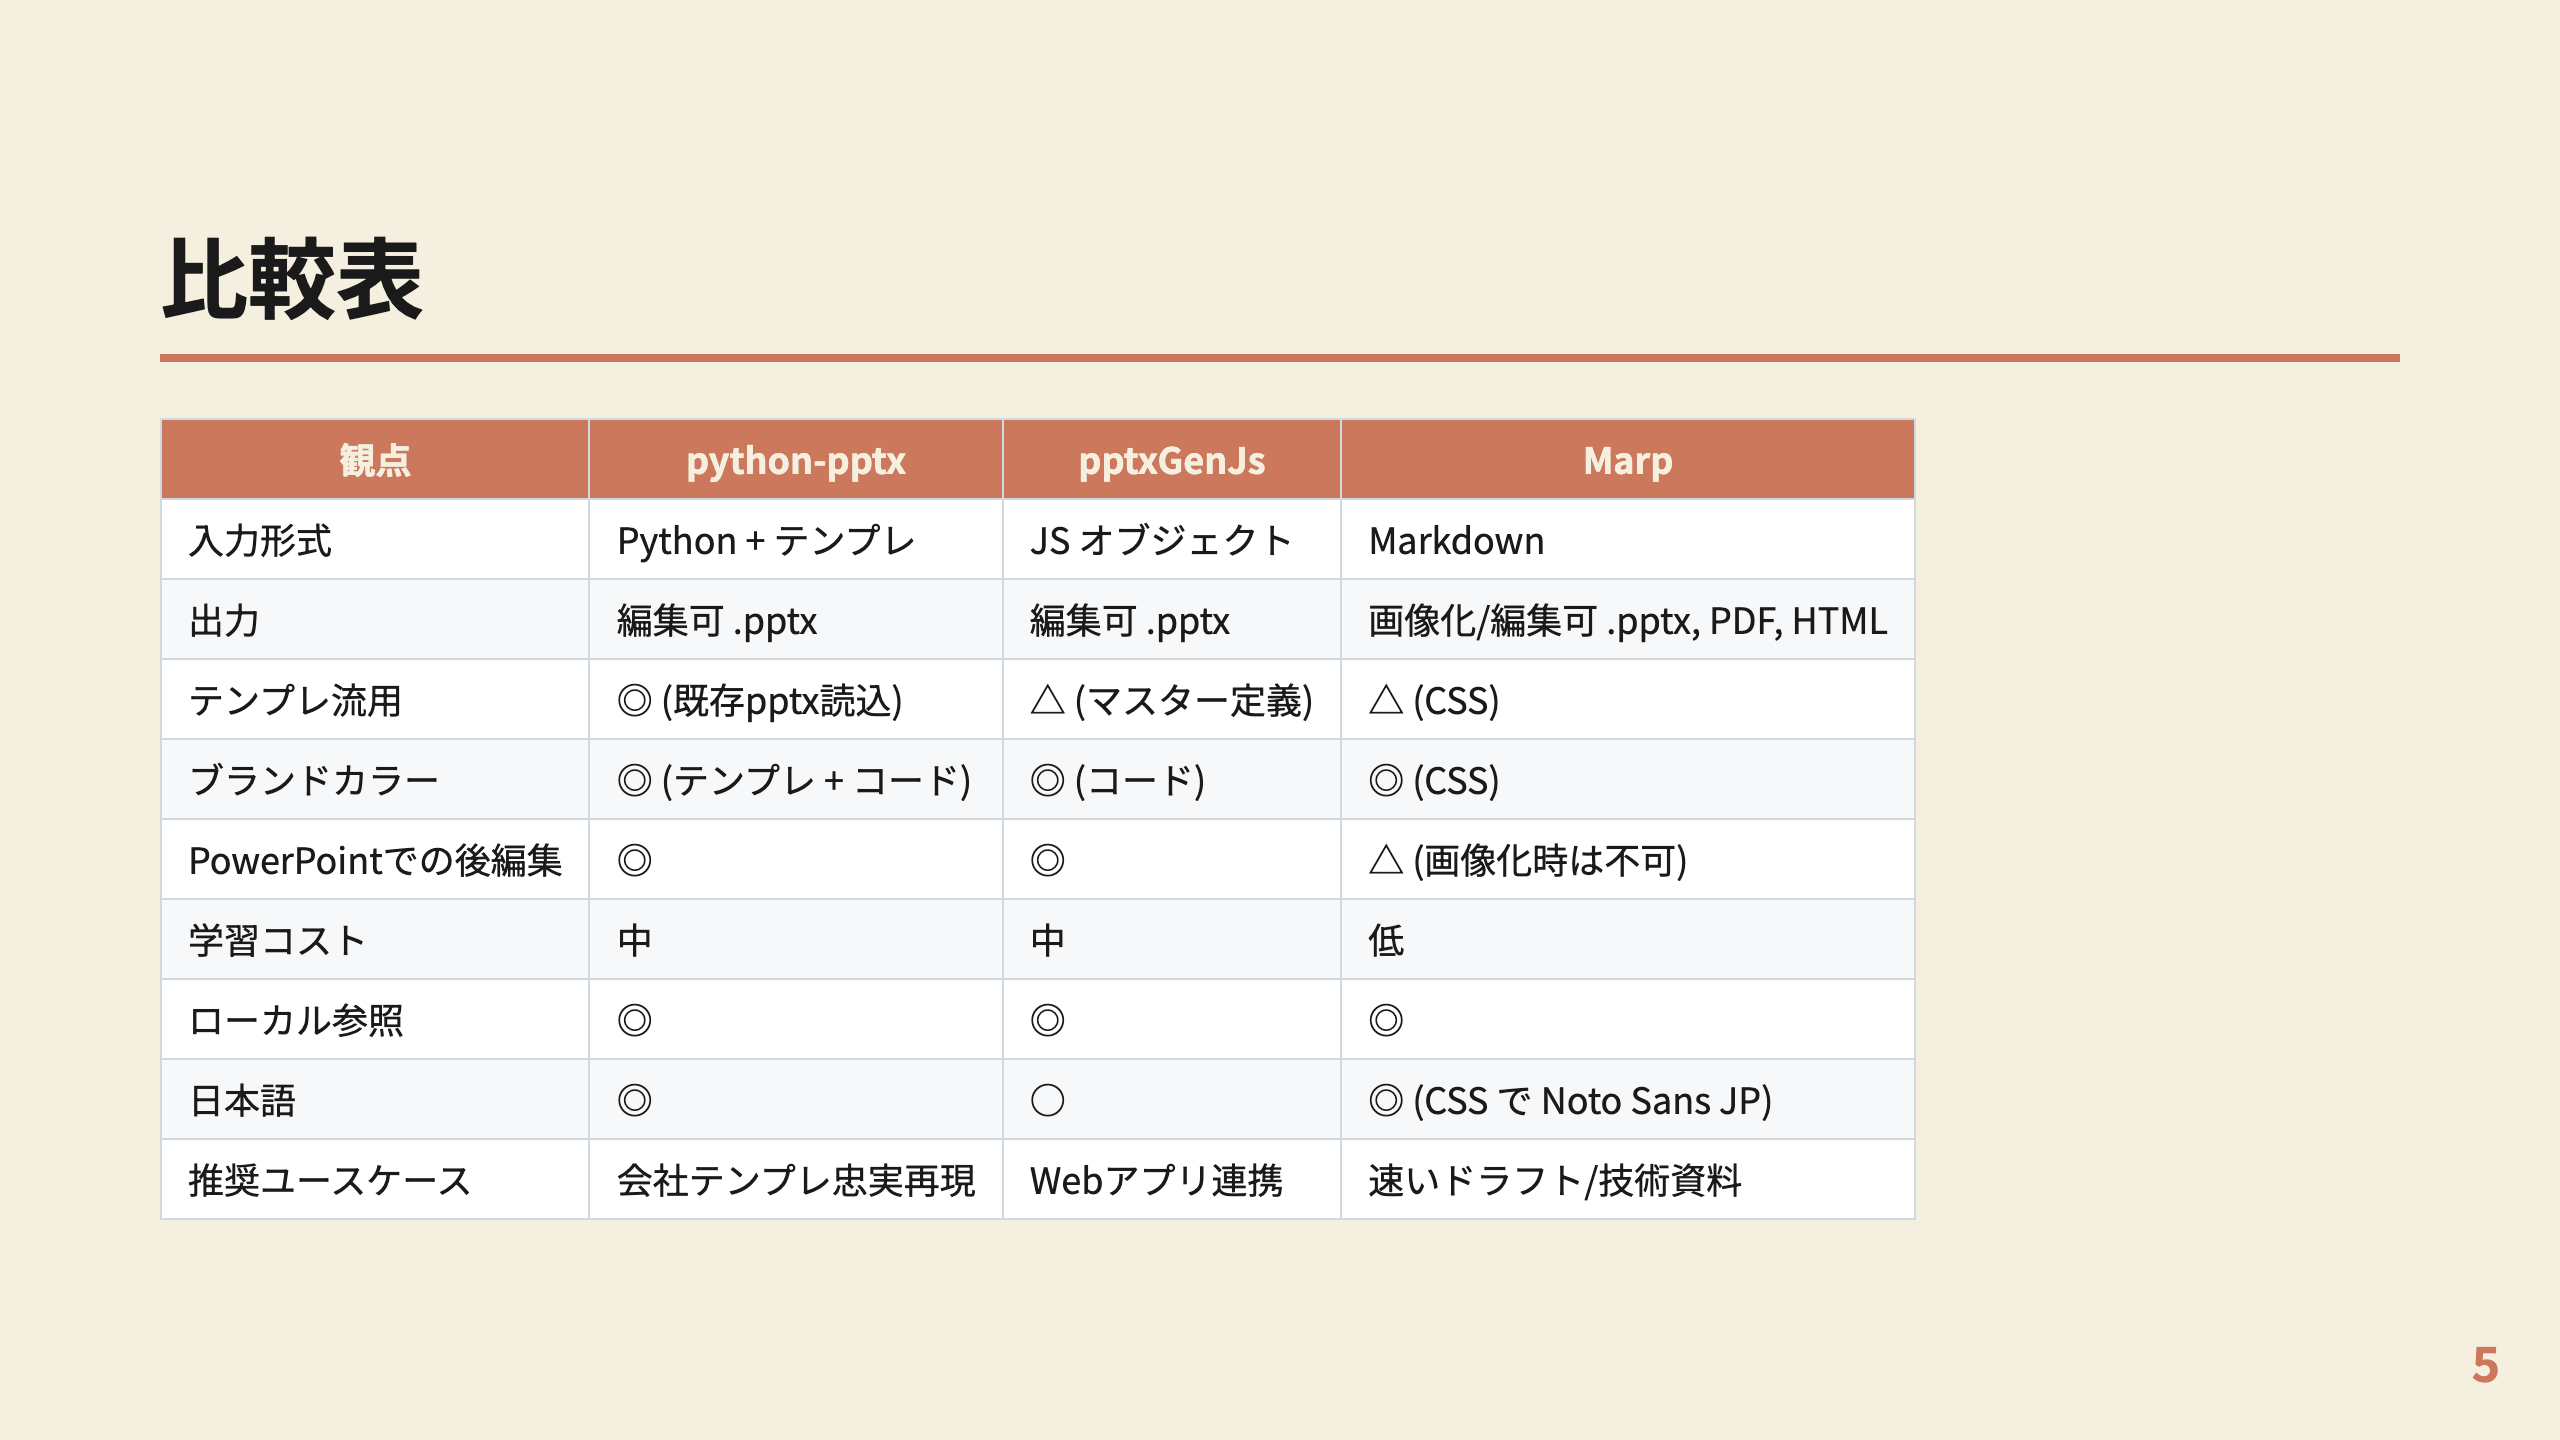 比較表
観点 python-pptx pptxGenJs Marp
入力形式 Python + テンプレ JS オブジェクト Markdown
出力 編集可 .pptx 編集可 .pptx 画像化/編集可 .pptx, PDF, HTML
テンプレ流用 ◎ (既存pptx読込) △ (マスター定義) △ (CSS)
ブランドカラー ◎ (テンプレ + コード) ◎ (コード) ◎ (CSS)
PowerPointでの後編集 ◎ ◎ △ (画像化時は不可)
学習コスト 中 中 低
ローカル参照 ◎ ◎ ◎
日本語 ◎ ○ ◎ (CSS で Noto Sans JP)
推奨ユースケース 会社テンプレ忠実再現 Webアプリ連携 速いドラフト/技術資料
5